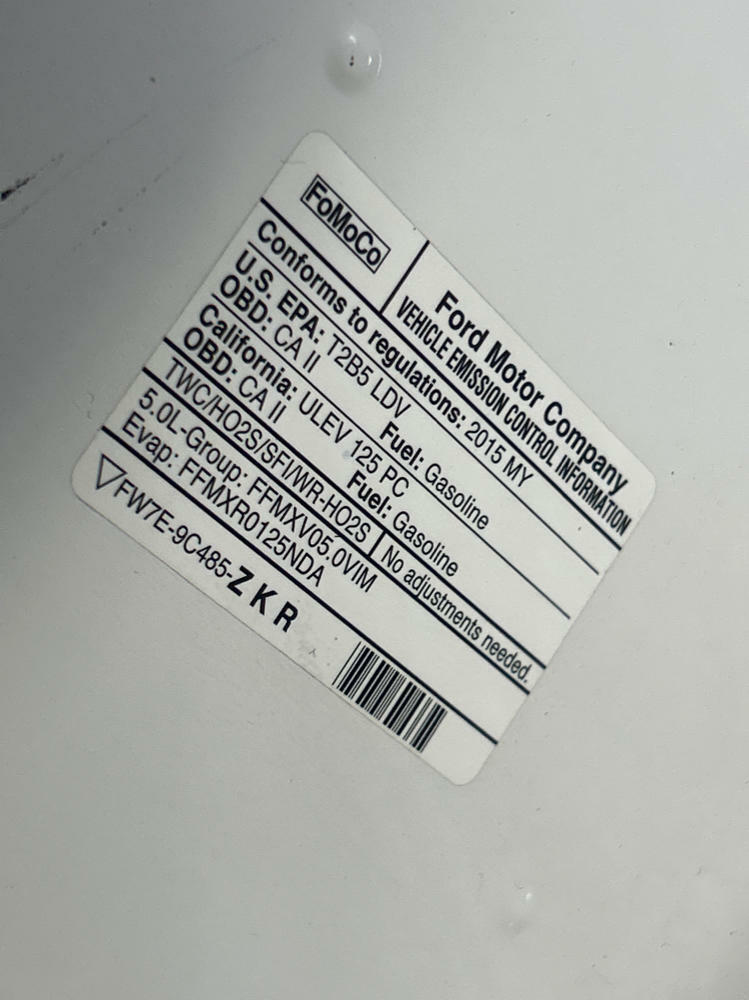 FoMoCo
Ford Motor Company
VEHICLE EMISSION CONTROL INFORMATION
Conforms to regulations: 2015 MY
U.S. EPA: T2B5 LDV
OBD: CA II Fuel: Gasoline
California: ULEV 125 PC
OBD: CA II Fuel: Gasoline
TWC/HO2S/SFI/WR-HO2S No adjustments needed.
5.0L-Group: FFMXV05.0VIM
Evap: FFMXR0125NDA
FW7E-9C485-ZKR